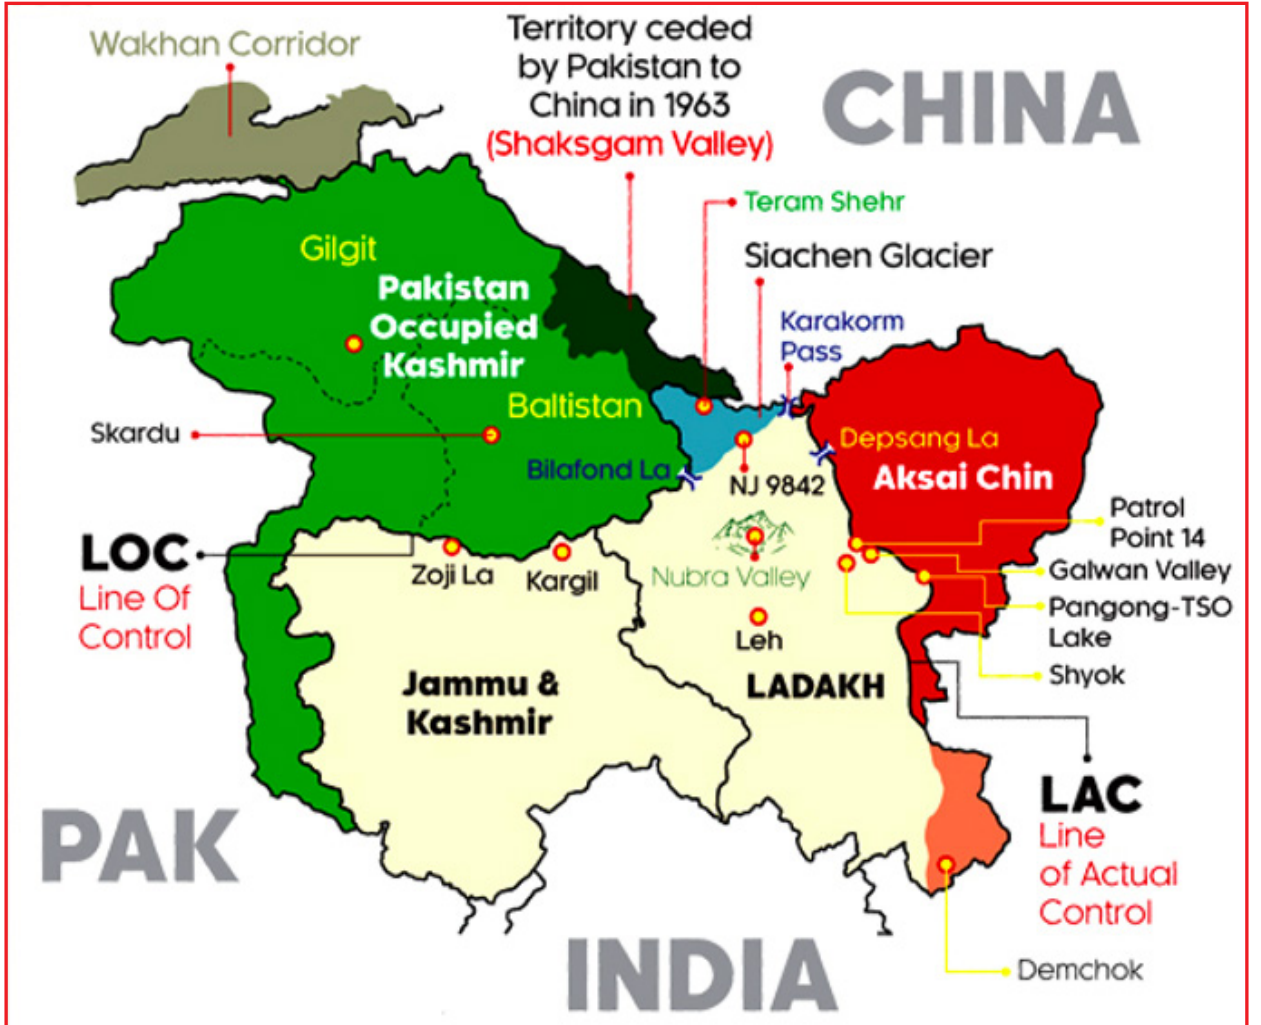 Wakhan Corridor
Territory ceded
by Pakistan to
China in 1963
(Shaksgam Valley)
CHINA
Teram Shehr
Siachen Glacier
Gilgit
Pakistan
Occupied
Kashmir
Karakorm
Pass
Baltistan
Skardu
Depsang La
Bilafond La
Aksai Chin
NJ 9842
Patrol
Point 14
LOC
Line Of
Control
Zoji La
Kargil
Nubra Valley
Galwan Valley
Pangong-TSO
Lake
Leh
Shyok
Jammu &
Kashmir
LADAKH
LAC
Line
of Actual
Control
PAK
INDIA
Demchok